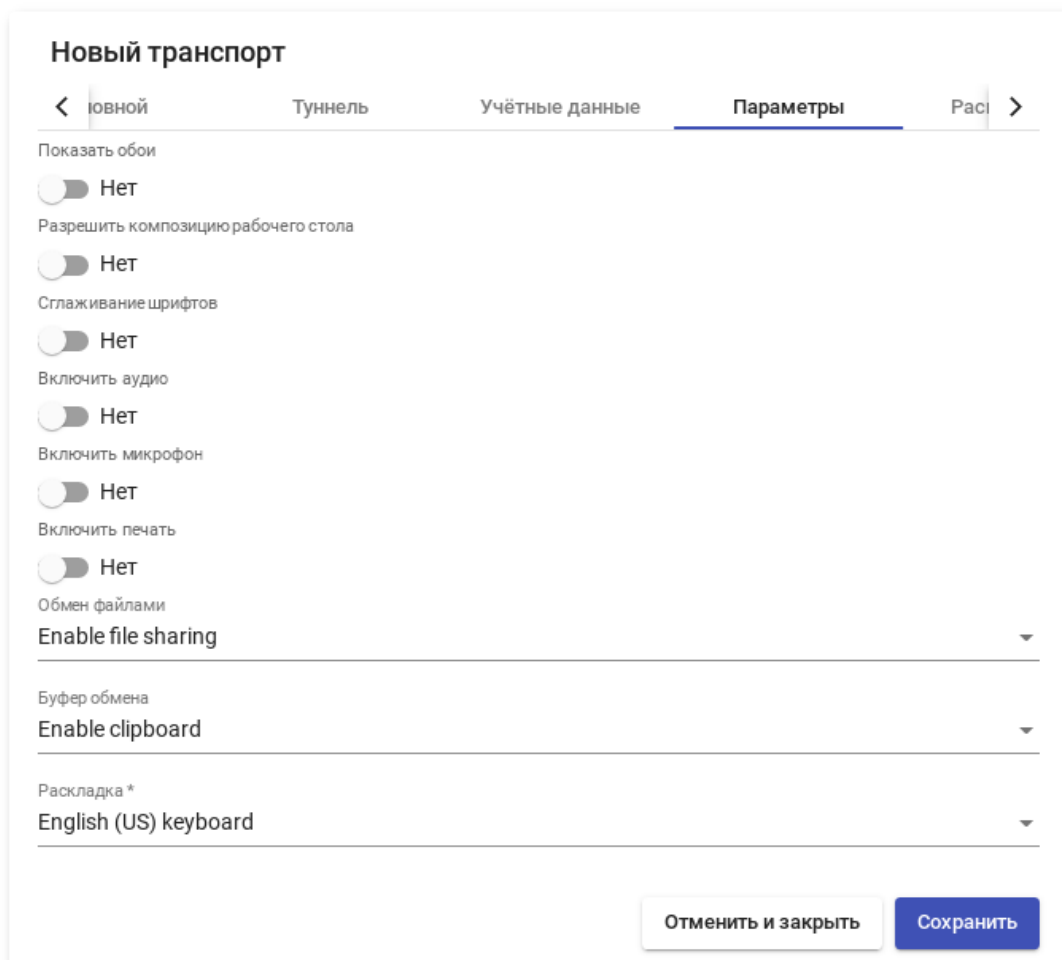 Новый транспорт
Туннель Учётные данные Параметры
Показать обои
Нет
Разрешить композицию рабочего стола
Нет
Сглаживание шрифтов
Нет
Включить аудио
Нет
Включить микрофон
Нет
Включить печать
Нет
Обмен файлами
Enable file sharing
Буфер обмена
Enable clipboard
Раскладка *
English (US) keyboard
Отменить и закрыть Сохранить